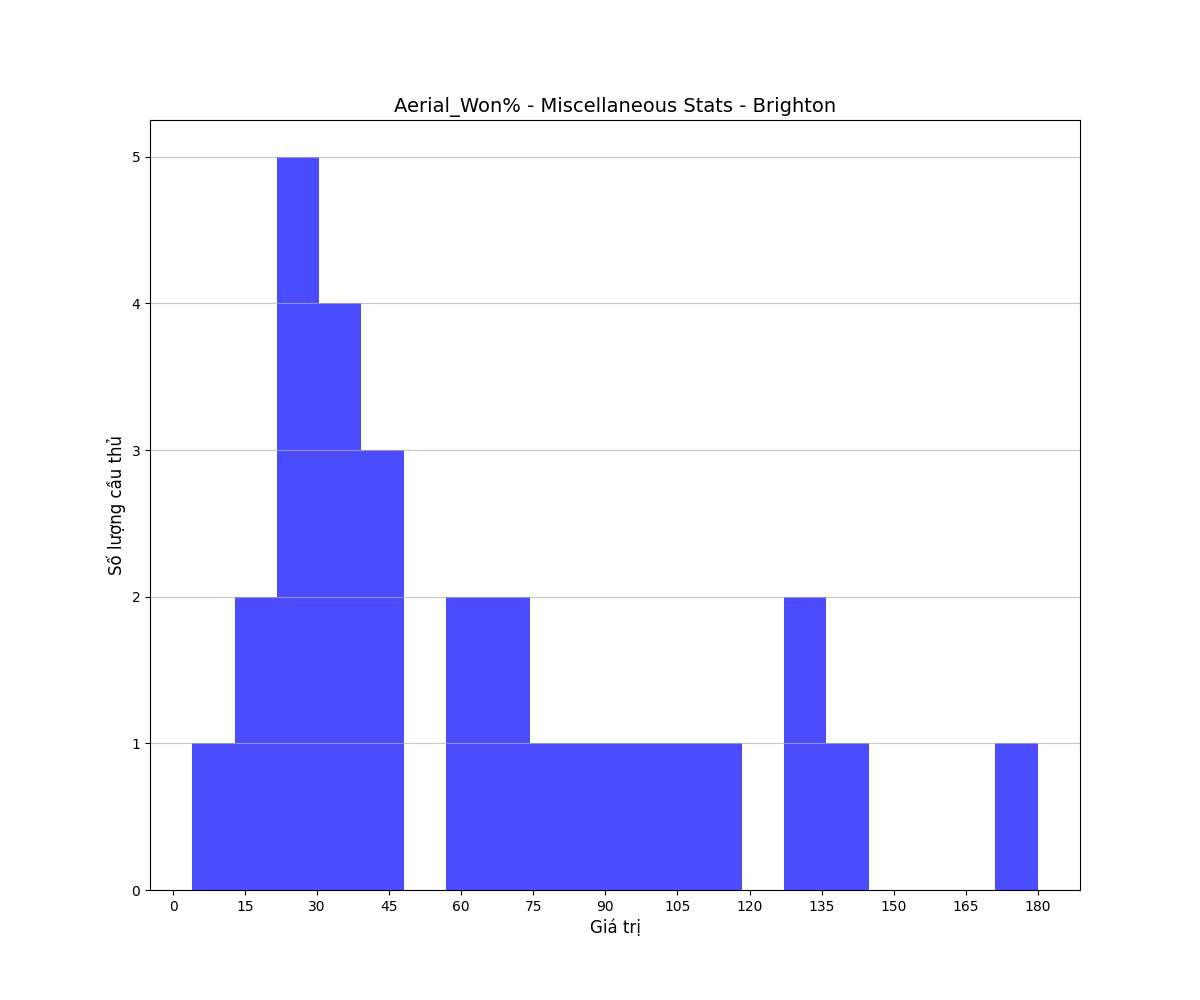 Aerial_Won% - Miscellaneous Stats - Brighton
Số lượng cầu thủ
5
4
3
2
1
0
0 15 30 45 60 75 90 105 120 135 150 165 180
Giá trị